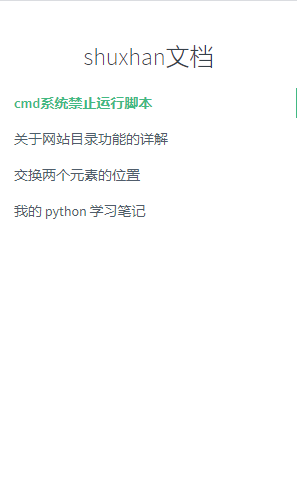 shuxhan文档
cmd系统禁止运行脚本
关于网站目录功能的详解
交换两个元素的位置
我的 python 学习笔记